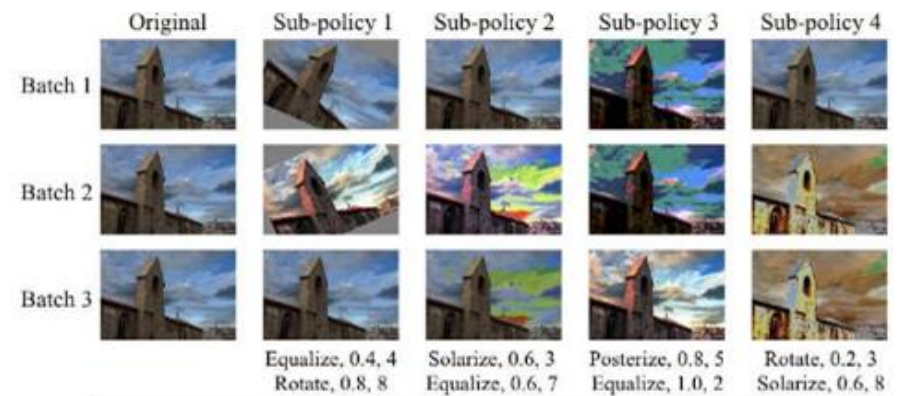 Original Sub-policy 1 Sub-policy 2 Sub-policy 3 Sub-policy 4
Batch 1
Batch 2
Batch 3
Equalize, 0.4, 4 Solarize, 0.6, 3 Posterize, 0.8, 5 Rotate, 0.2, 3
Rotate, 0.8, 8 Equalize, 0.6, 7 Equalize, 1.0, 2 Solarize, 0.6, 8